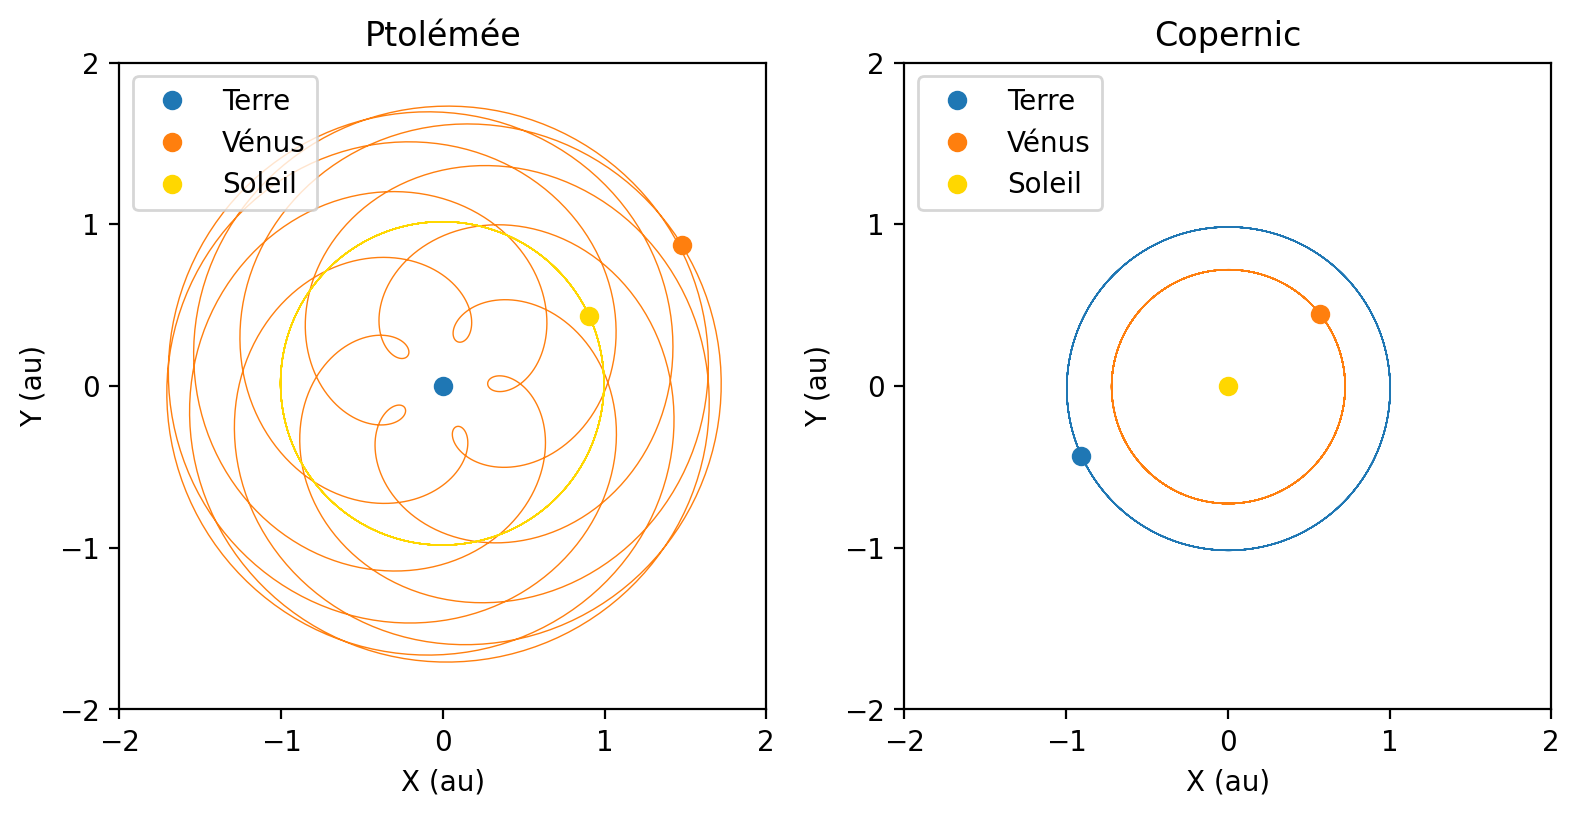 Ptolémée
Terre
Vénus
Soleil
2
1
0
−1
−2
−2
−1
0
1
2
X (au)
Y (au)
Copernic
Terre
Vénus
Soleil
2
1
0
−1
−2
−2
−1
0
1
2
X (au)
Y (au)